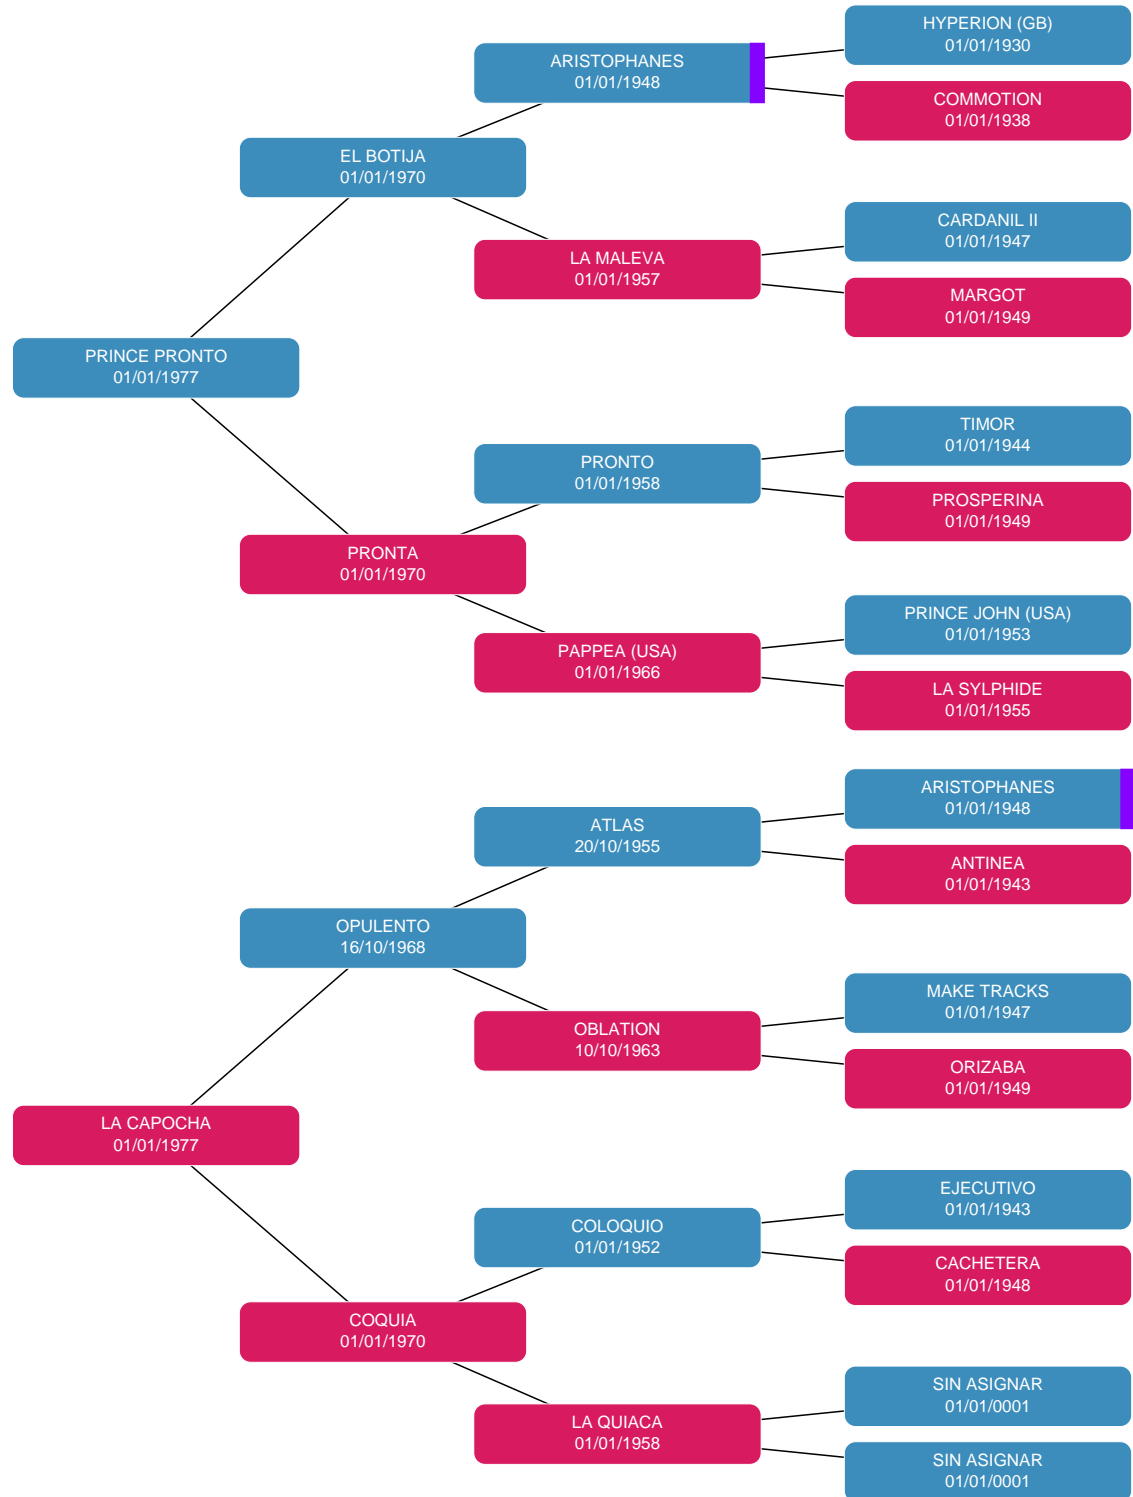 HYPERION (GB)
01/01/1930
ARISTOPHANES
01/01/1948
COMMOTION
01/01/1938
EL BOTIJA
01/01/1970
CARDANIL II
01/01/1947
LA MALEVA
01/01/1957
MARGOT
01/01/1949
PRINCE PRONTO
01/01/1977
TIMOR
01/01/1944
PRONTO
01/01/1958
PROSPERINA
01/01/1949
PRONTA
01/01/1970
PRINCE JOHN (USA)
01/01/1953
PAPPEA (USA)
01/01/1966
LA SYLPHIDE
01/01/1955
ARISTOPHANES
01/01/1948
ATLAS
20/10/1955
ANTINEA
01/01/1943
OPULENTO
16/10/1968
MAKE TRACKS
01/01/1947
OBLATION
10/10/1963
ORIZABA
01/01/1949
LA CAPOCHA
01/01/1977
EJECUTIVO
01/01/1943
COLOQUIO
01/01/1952
CACHETERA
01/01/1948
COQUIA
01/01/1970
SIN ASIGNAR
01/01/0001
LA QUIACA
01/01/1958
SIN ASIGNAR
01/01/0001